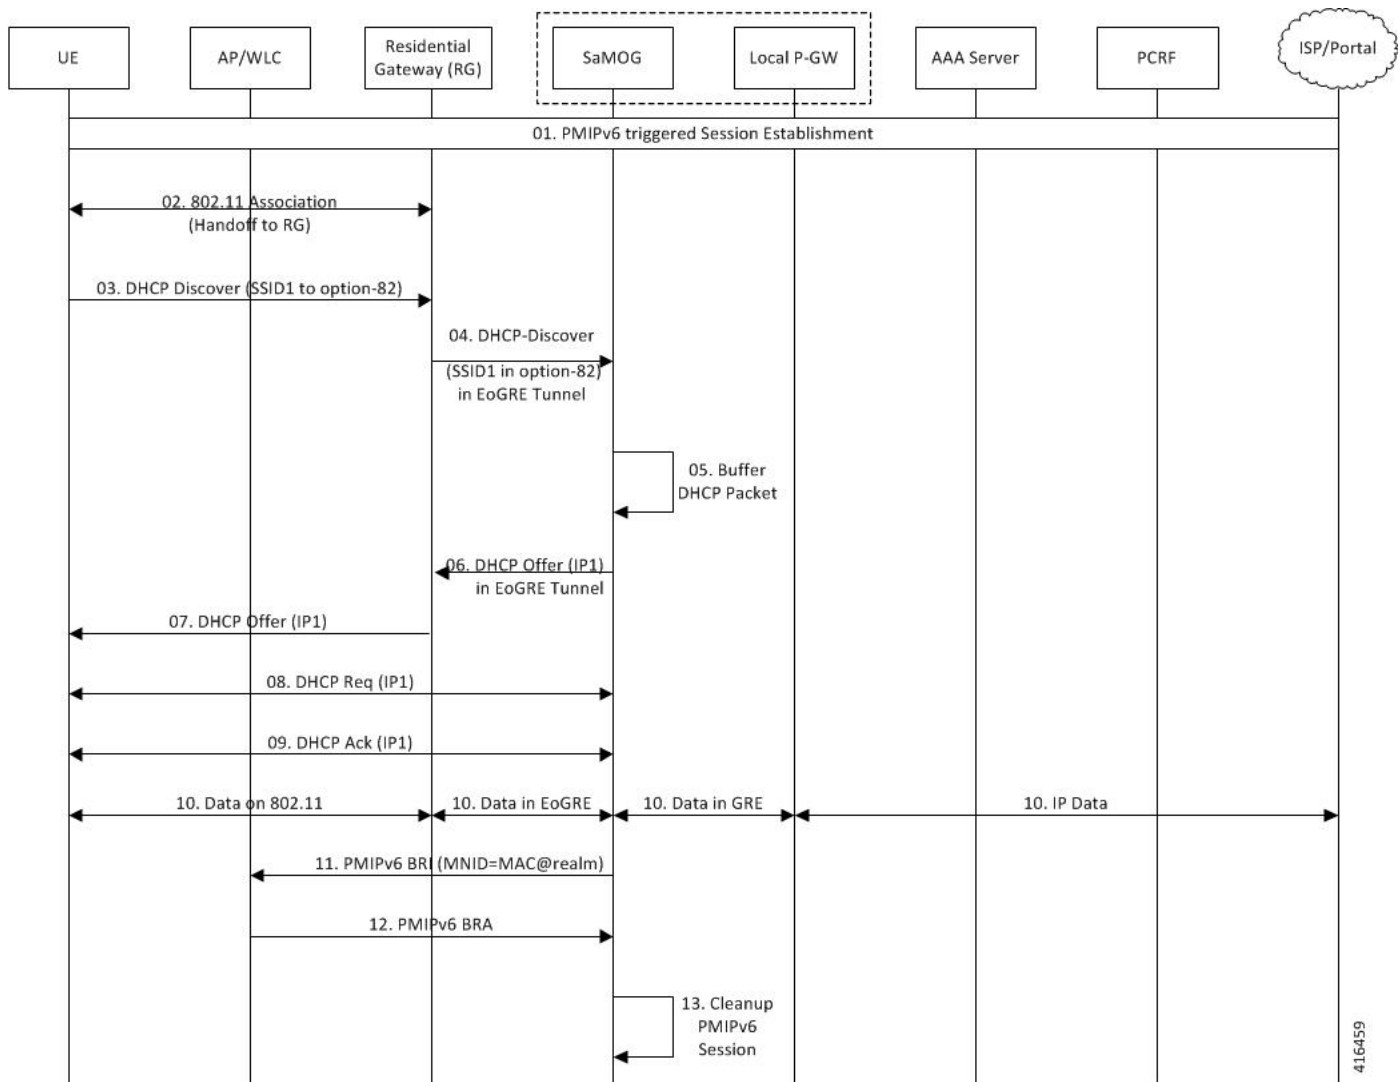 UE
AP/WLC
Residential
Gateway (RG)
SaMOG
Local P-GW
AAA Server
PCRF
ISP/Portal
01. PMIPv6 triggered Session Establishment
02. 802.11 Association
(Handoff to RG)
03. DHCP Discover (SSID1 to option-82)
04. DHCP-Discover
(SSID1 in option-82)
in EoGRE Tunnel
05. Buffer
DHCP Packet
06. DHCP Offer (IP1)
in EoGRE Tunnel
07. DHCP Offer (IP1)
08. DHCP Req (IP1)
09. DHCP Ack (IP1)
10. Data on 802.11
10. Data in EoGRE
10. Data in GRE
10. IP Data
11. PMIPv6 BRI (MNID=MAC@realm)
12. PMIPv6 BRA
13. Cleanup
PMIPv6
Session
416459